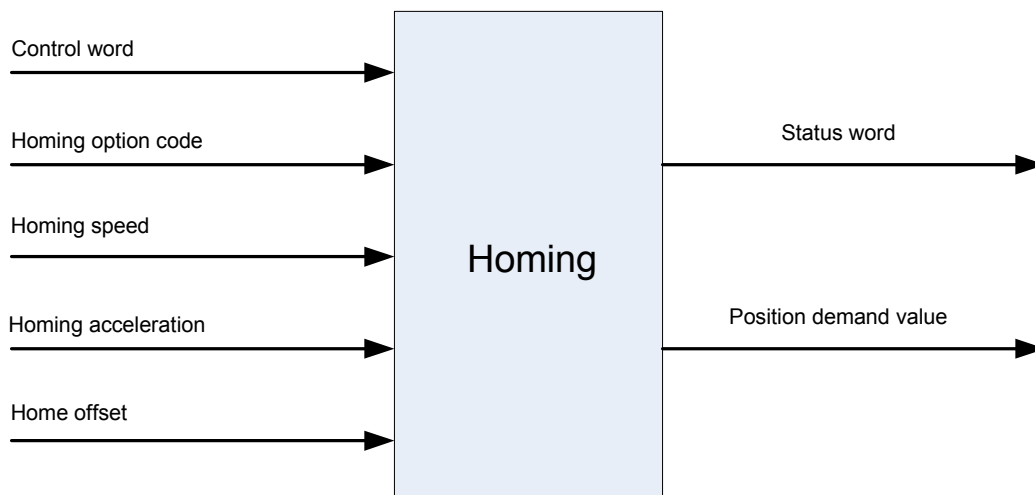 Control word
Homing option code
Homing speed
Homing acceleration
Home offset
Homing
Status word
Position demand value